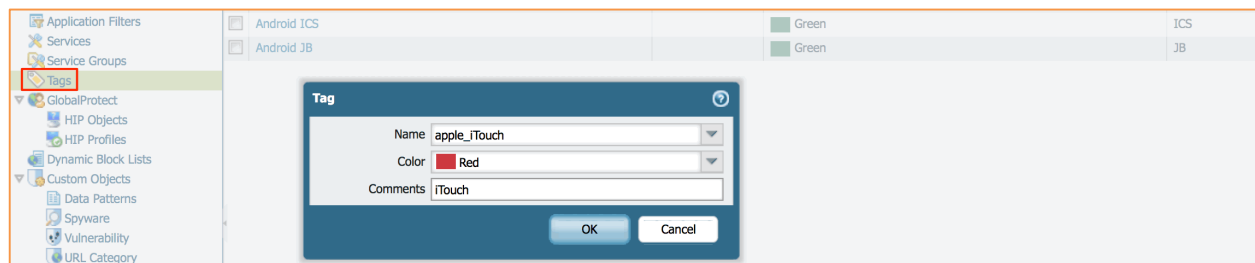 Application Filters
Services
Service Groups
Tags
GlobalProtect
HIP Objects
HIP Profiles
Dynamic Block Lists
Custom Objects
Data Patterns
Spyware
Vulnerability
URL Category
Android ICS Green ICS
Android JB Green JB
Tag
Name apple_iTouch
Color Red
Comments iTouch
OK Cancel